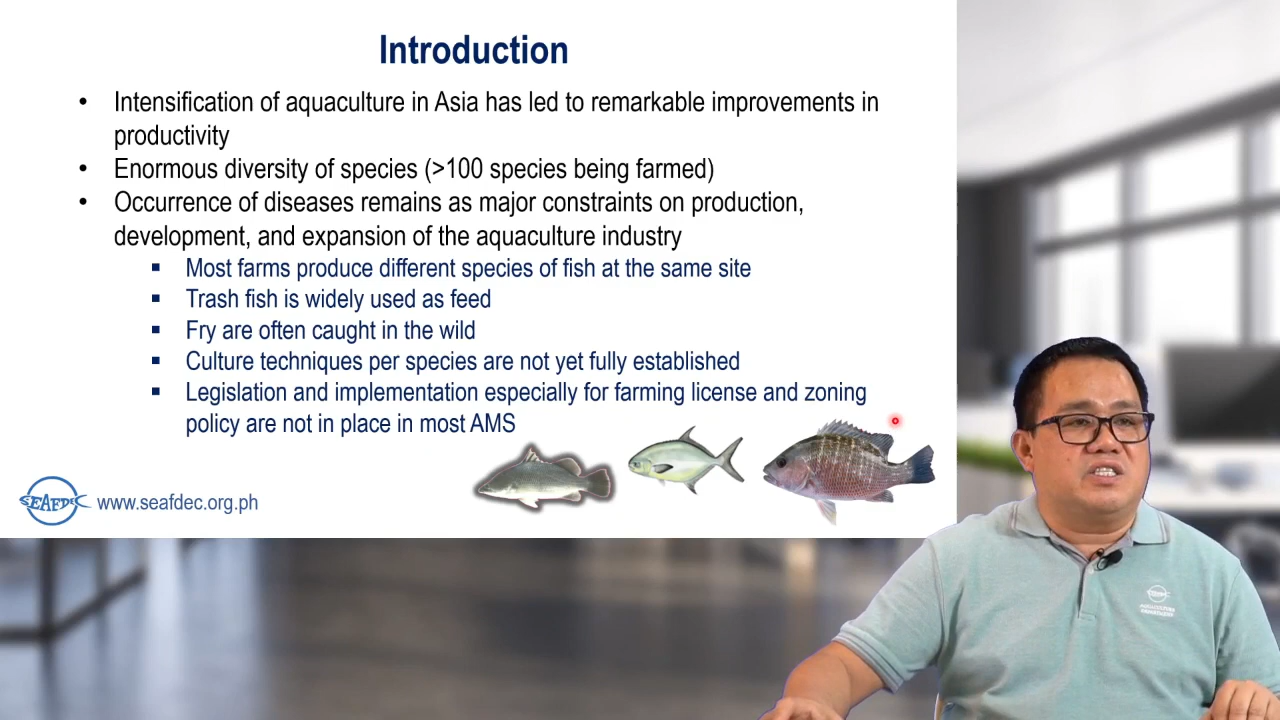 Introduction
• Intensification of aquaculture in Asia has led to remarkable improvements in
productivity
• Enormous diversity of species (>100 species being farmed)
• Occurrence of diseases remains as major constraints on production,
development, and expansion of the aquaculture industry
▪ Most farms produce different species of fish at the same site
▪ Trash fish is widely used as feed
▪ Fry are often caught in the wild
▪ Culture techniques per species are not yet fully established
▪ Legislation and implementation especially for farming license and zoning
policy are not in place in most AMS
SEAFDEC www.seafdec.org.ph